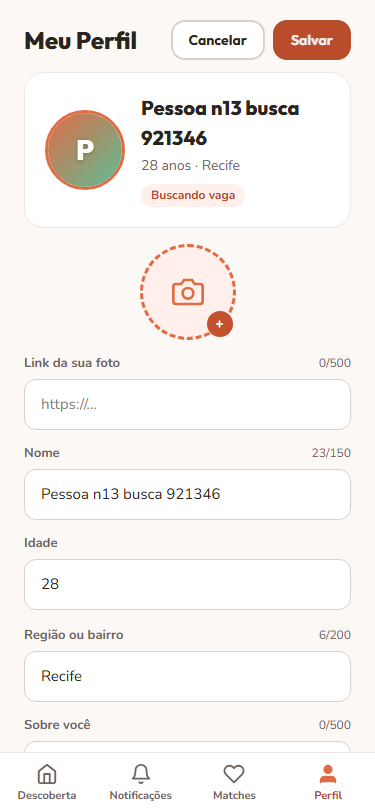 Meu Perfil
Cancelar
Salvar
P
Pessoa n13 busca
921346
28 anos · Recife
Buscando vaga
+
Link da sua foto
0/500
https://...
Nome
23/150
Pessoa n13 busca 921346
Idade
28
Região ou bairro
6/200
Recife
Sobre você
0/500
Descoberta
Notificações
Matches
Perfil